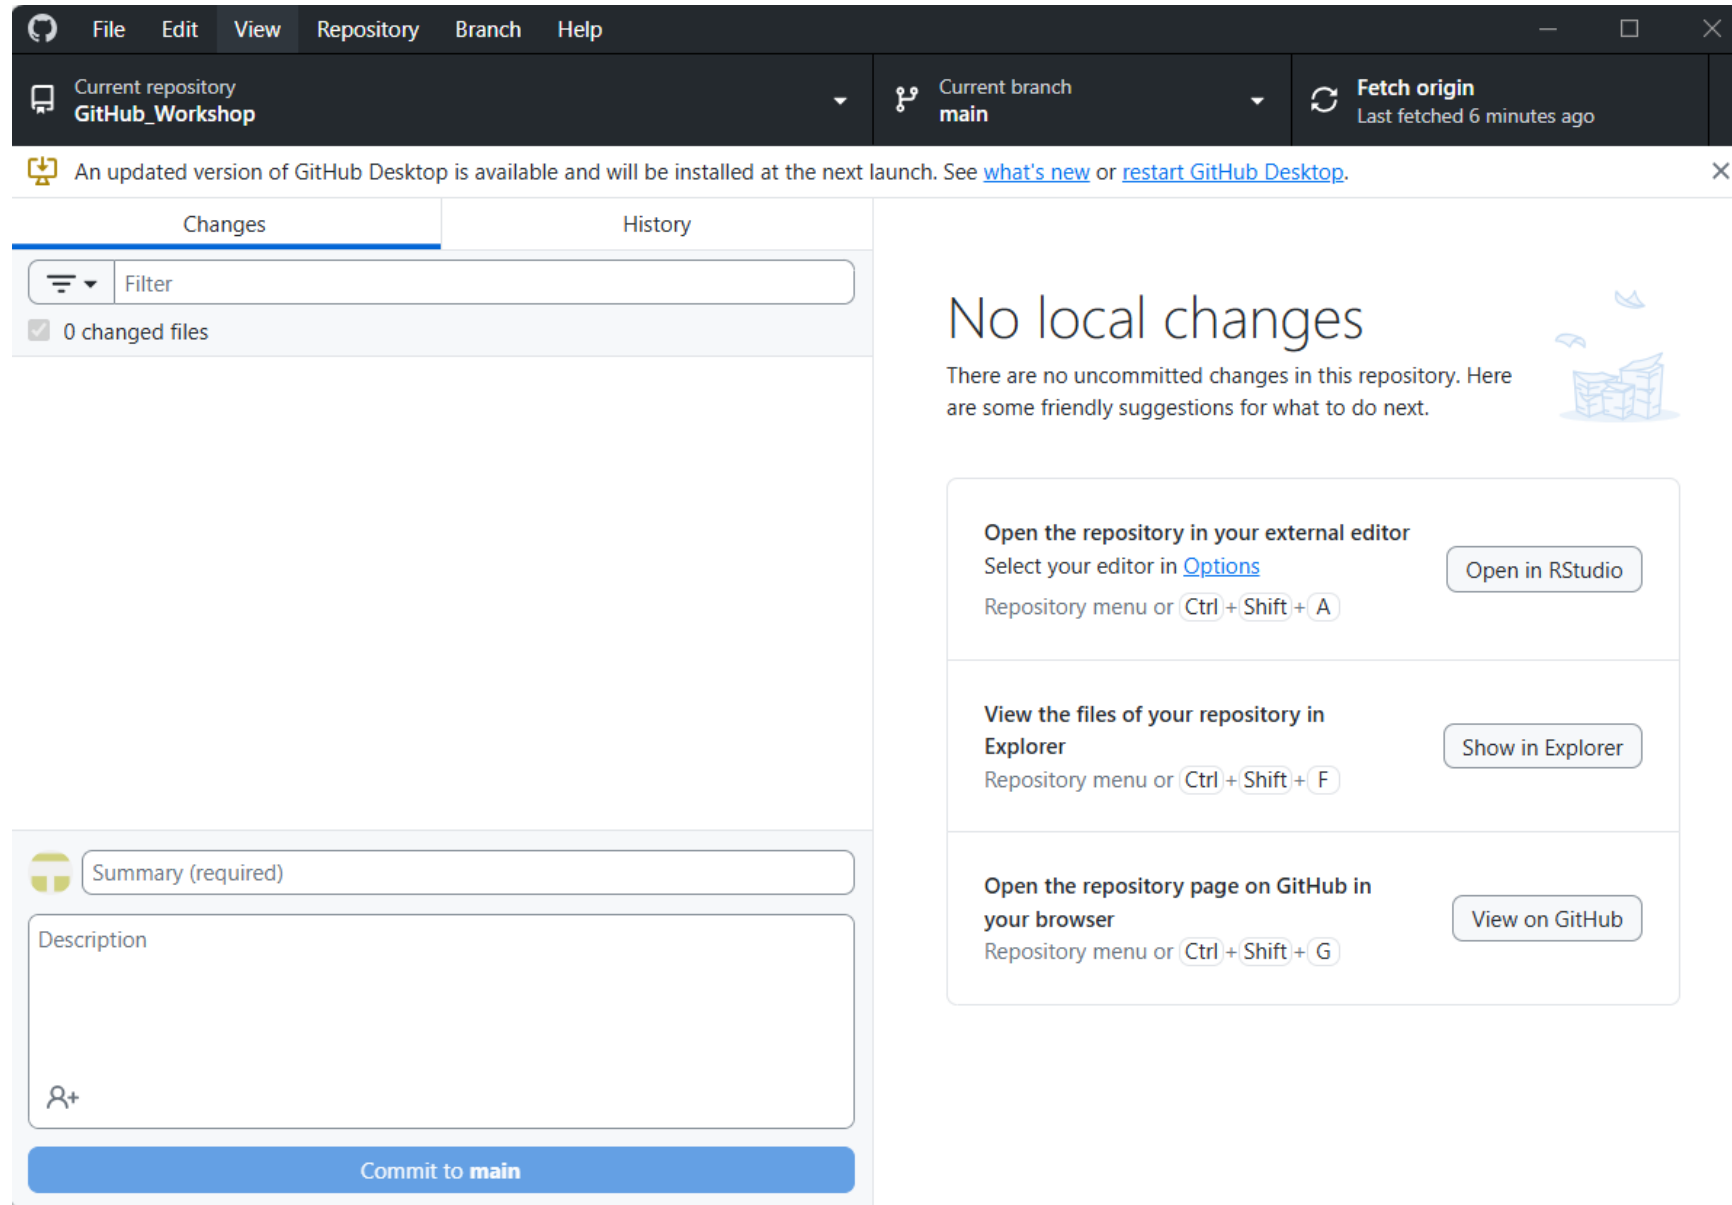 File Edit View Repository Branch Help
Current repository
GitHub_Workshop
Current branch
main
Fetch origin
Last fetched 6 minutes ago
An updated version of GitHub Desktop is available and will be installed at the next launch. See what's new or restart GitHub Desktop.
Changes
History
Filter
0 changed files
No local changes
There are no uncommitted changes in this repository. Here
are some friendly suggestions for what to do next.
Open the repository in your external editor
Select your editor in Options
Repository menu or Ctrl + Shift + A
Open in RStudio
View the files of your repository in
Explorer
Repository menu or Ctrl + Shift + F
Show in Explorer
Open the repository page on GitHub in
your browser
Repository menu or Ctrl + Shift + G
View on GitHub
Summary (required)
Description
Commit to main